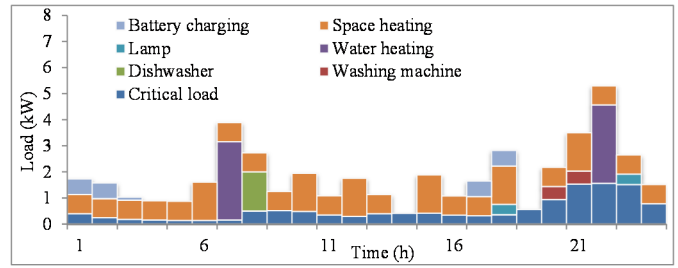 8
7
6
5
4
3
2
1
0
Load (kW)
Battery charging
Space heating
Lamp
Water heating
Dishwasher
Washing machine
Critical load
1
6
11
16
21
Time (h)